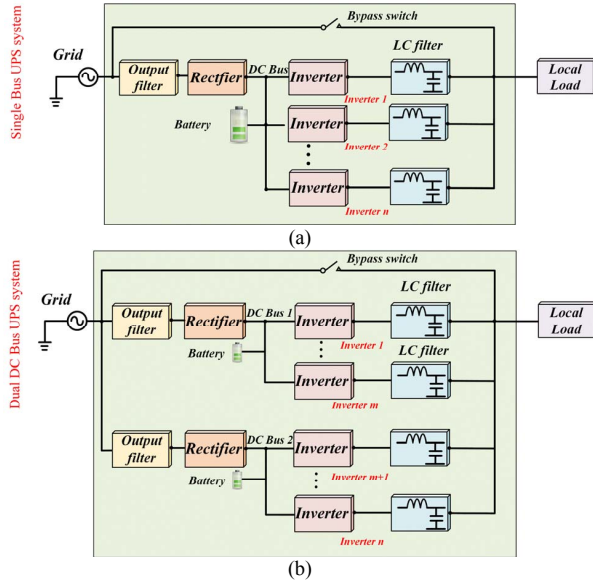 Single Bus UPS system
Bypass switch
Grid
LC filter
DC Bus
Output
filter
Rectfier
Inverter
Local
Load
Inverter 1
Battery
Inverter
Inverter 2
Inverter
Inverter n
(a)
Dual DC Bus UPS system
Bypass switch
LC filter
Grid
DC Bus 1
Output
filter
Rectifier
Inverter
Local
Load
Inverter 1
LC filter
Battery
Inverter
Inverter m
DC Bus 2
Output
filter
Rectifier
Inverter
Inverter m+1
Battery
Inverter
Inverter n
(b)